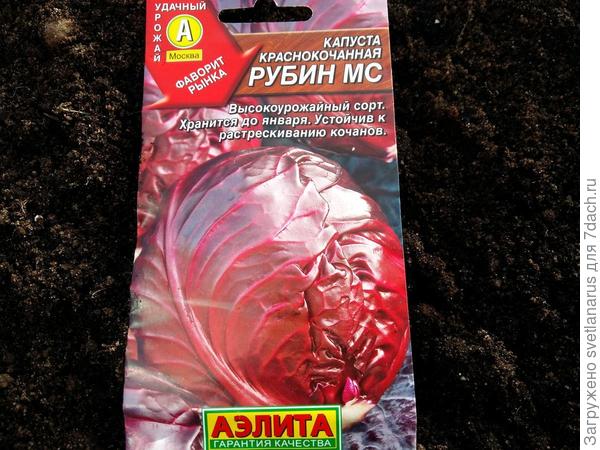 УДАЧНЫЙ
УРОЖАЙ
А
Москва
ФАВОРИТ
РЫНКА
КАПУСТА
КРАСНОКОЧАННАЯ
РУБИН МС
Высокоурожайный сорт.
Хранится до января. Устойчив к
растрескиванию кочанов.
АЭЛИТА
ГАРАНТИЯ КАЧЕСТВА
Загружено svetlanarus для 7dach.ru